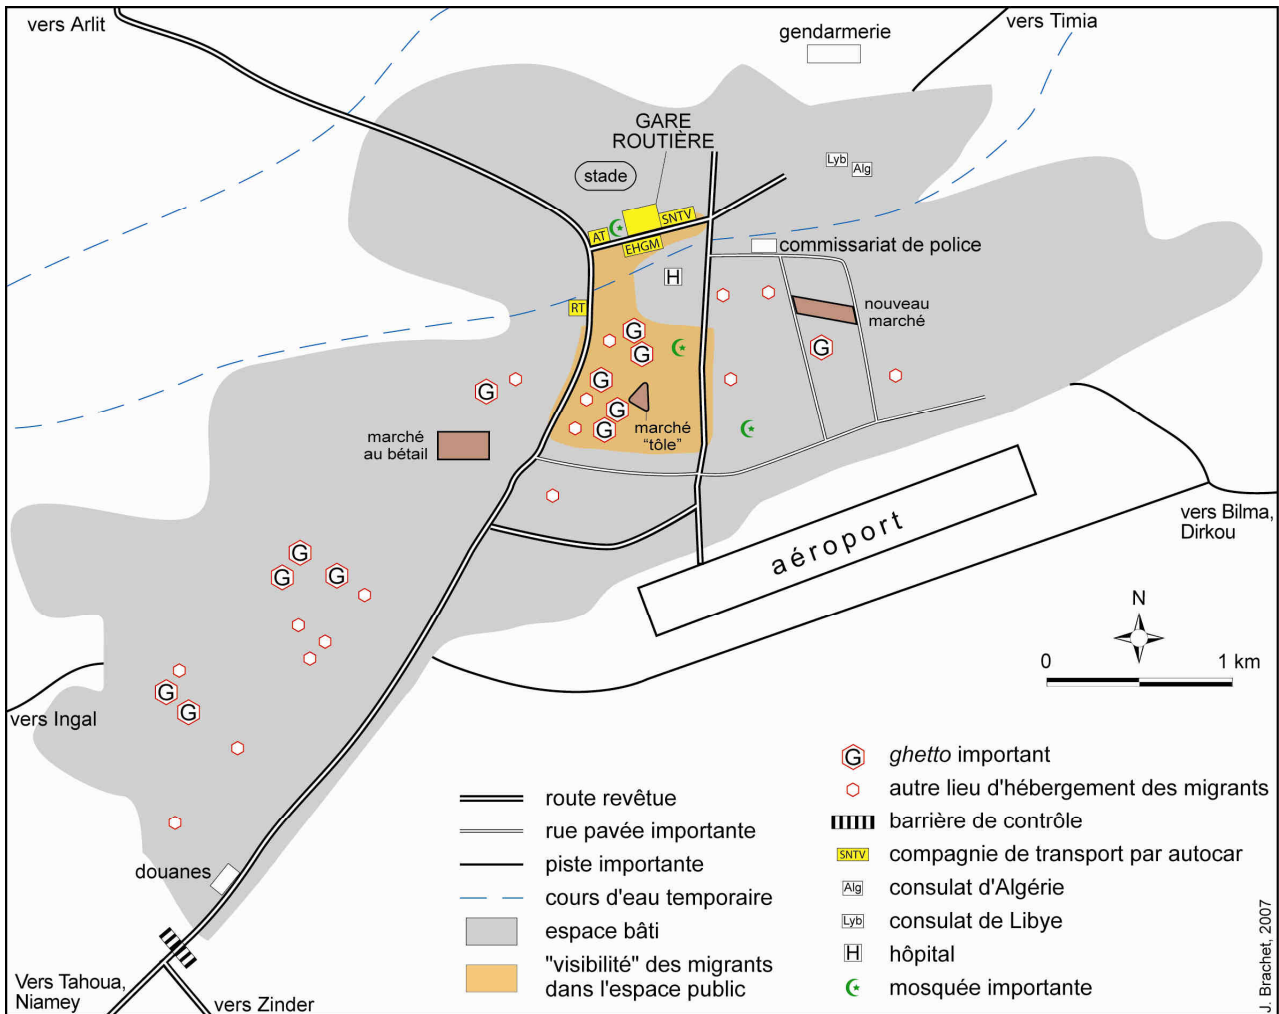 vers Arlit
gendarmerie
vers Timia
GARE
ROUTIÈRE
stade
Lyb
Alg
SNTV
AT
EHGM
commissariat de police
H
RT
nouveau
marché
G
G
G
G
G
G
G
marché
"tôle"
marché
au bétail
aéroport
vers Bilma,
Dirkou
G
G
G
N
0
1 km
G
G
vers Ingal
douanes
Vers Tahoua,
Niamey
vers Zinder
route revêtue
rue pavée importante
piste importante
cours d'eau temporaire
espace bâti
"visibilité" des migrants
dans l'espace public
G
ghetto important
autre lieu d'hébergement des migrants
barrière de contrôle
SNTV
compagnie de transport par autocar
Alg
consulat d'Algérie
Lyb
consulat de Libye
H
hôpital
mosquée importante
J. Brachet, 2007